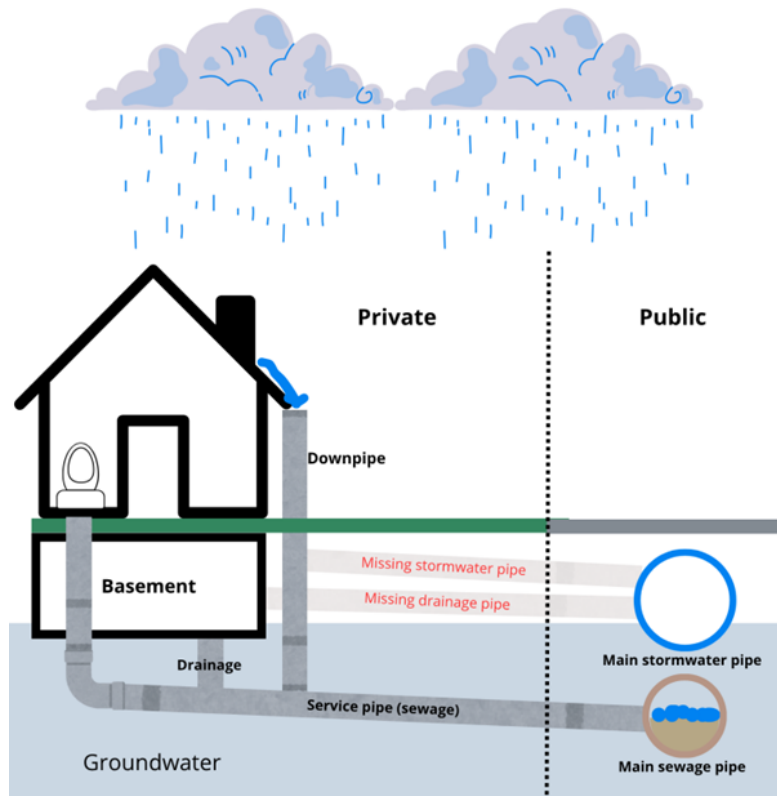 Private
Public
Downpipe
Missing stormwater pipe
Basement
Missing drainage pipe
Main stormwater pipe
Drainage
Service pipe (sewage)
Groundwater
Main sewage pipe